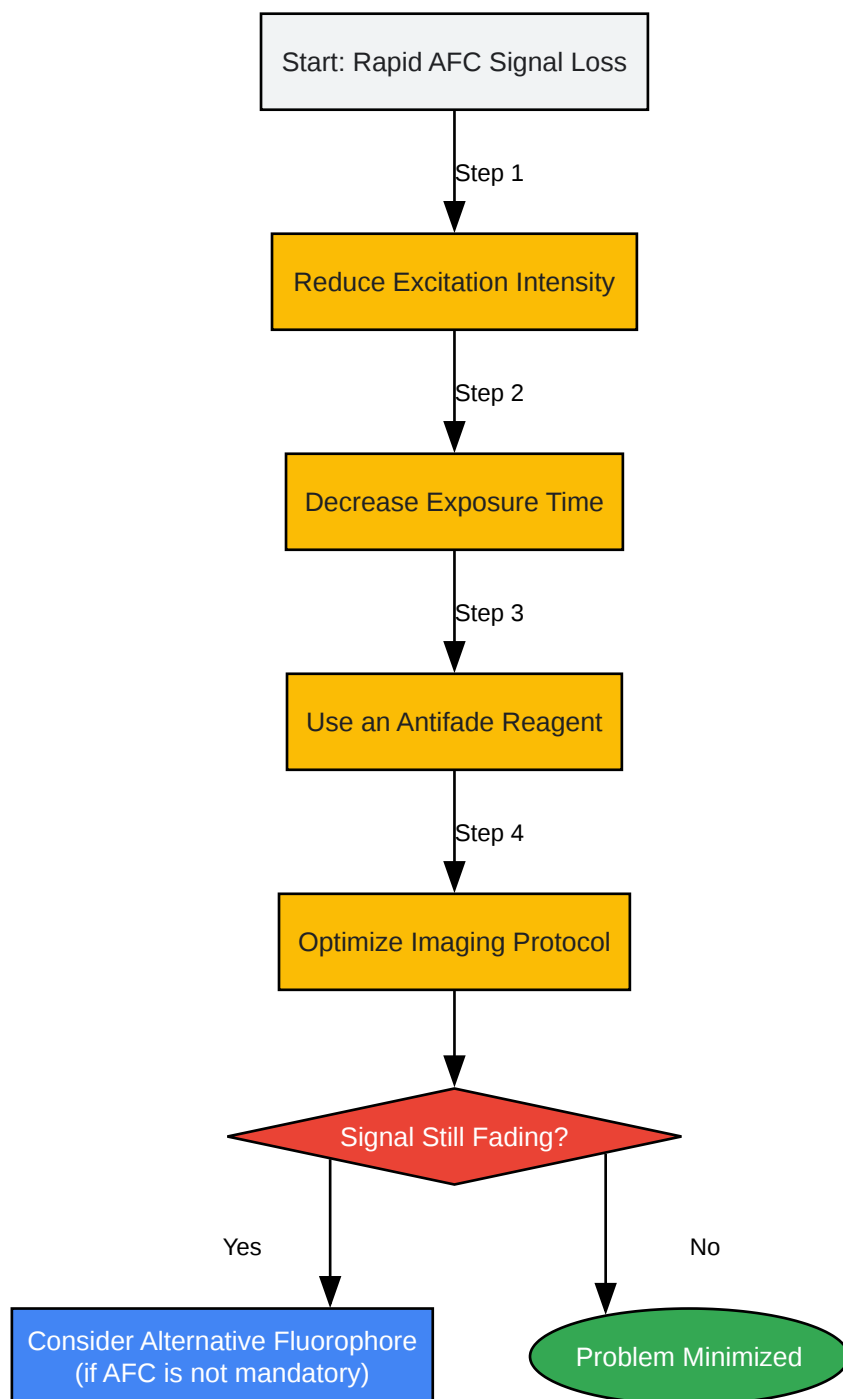 Start: Rapid AFC Signal Loss
Step 1
Reduce Excitation Intensity
Step 2
Decrease Exposure Time
Step 3
Use an Antifade Reagent
Step 4
Optimize Imaging Protocol
Signal Still Fading?
Yes
No
Consider Alternative Fluorophore
(if AFC is not mandatory)
Problem Minimized